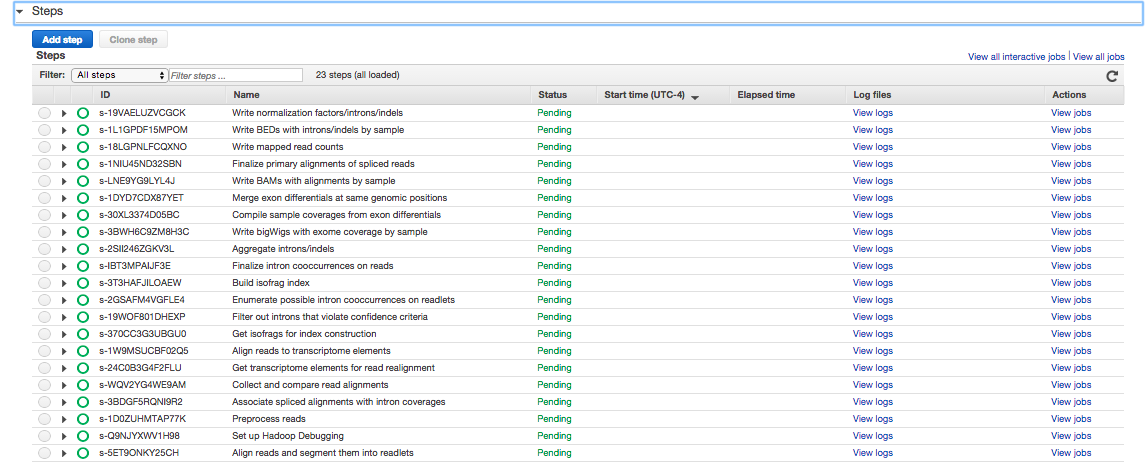 Steps
Add step Clone step
Steps View all interactive jobs | View all jobs
Filter: All steps Filter steps ... 23 steps (all loaded)
ID Name Status Start time (UTC-4) Elapsed time Log files Actions
s-19VAELUZVCGCK Write normalization factors/introns/indels Pending View logs View jobs
s-1L1GPDF15MPOM Write BEDs with introns/indels by sample Pending View logs View jobs
s-18LGPNLFCQXNO Write mapped read counts Pending View logs View jobs
s-1NIU45ND32SBN Finalize primary alignments of spliced reads Pending View logs View jobs
s-LNE9YG9LYL4J Write BAMs with alignments by sample Pending View logs View jobs
s-1DYD7CDX87YET Merge exon differentials at same genomic positions Pending View logs View jobs
s-30XL3374D05BC Compile sample coverages from exon differentials Pending View logs View jobs
s-3BWH6C9ZM8H3C Write bigWigs with exome coverage by sample Pending View logs View jobs
s-2SII246ZGKV3L Aggregate introns/indels Pending View logs View jobs
s-IBT3MPAIJF3E Finalize intron cooccurrences on reads Pending View logs View jobs
s-3T3HAFJILOAEW Build isofrag index Pending View logs View jobs
s-2GSAFM4VGFLE4 Enumerate possible intron cooccurrences on readlets Pending View logs View jobs
s-19WOF801DHEXP Filter out introns that violate confidence criteria Pending View logs View jobs
s-370CC3G3UBGU0 Get isofrags for index construction Pending View logs View jobs
s-1W9MSUCBF02Q5 Align reads to transcriptome elements Pending View logs View jobs
s-24C0B3G4F2FLU Get transcriptome elements for read realignment Pending View logs View jobs
s-WQV2YG4WE9AM Collect and compare read alignments Pending View logs View jobs
s-3BDGF5RQNI9R2 Associate spliced alignments with intron coverages Pending View logs View jobs
s-1D0ZUHMTAP77K Preprocess reads Pending View logs View jobs
s-Q9NJYXWV1H98 Set up Hadoop Debugging Pending View logs View jobs
s-5ET9ONKY25CH Align reads and segment them into readlets Pending View logs View jobs